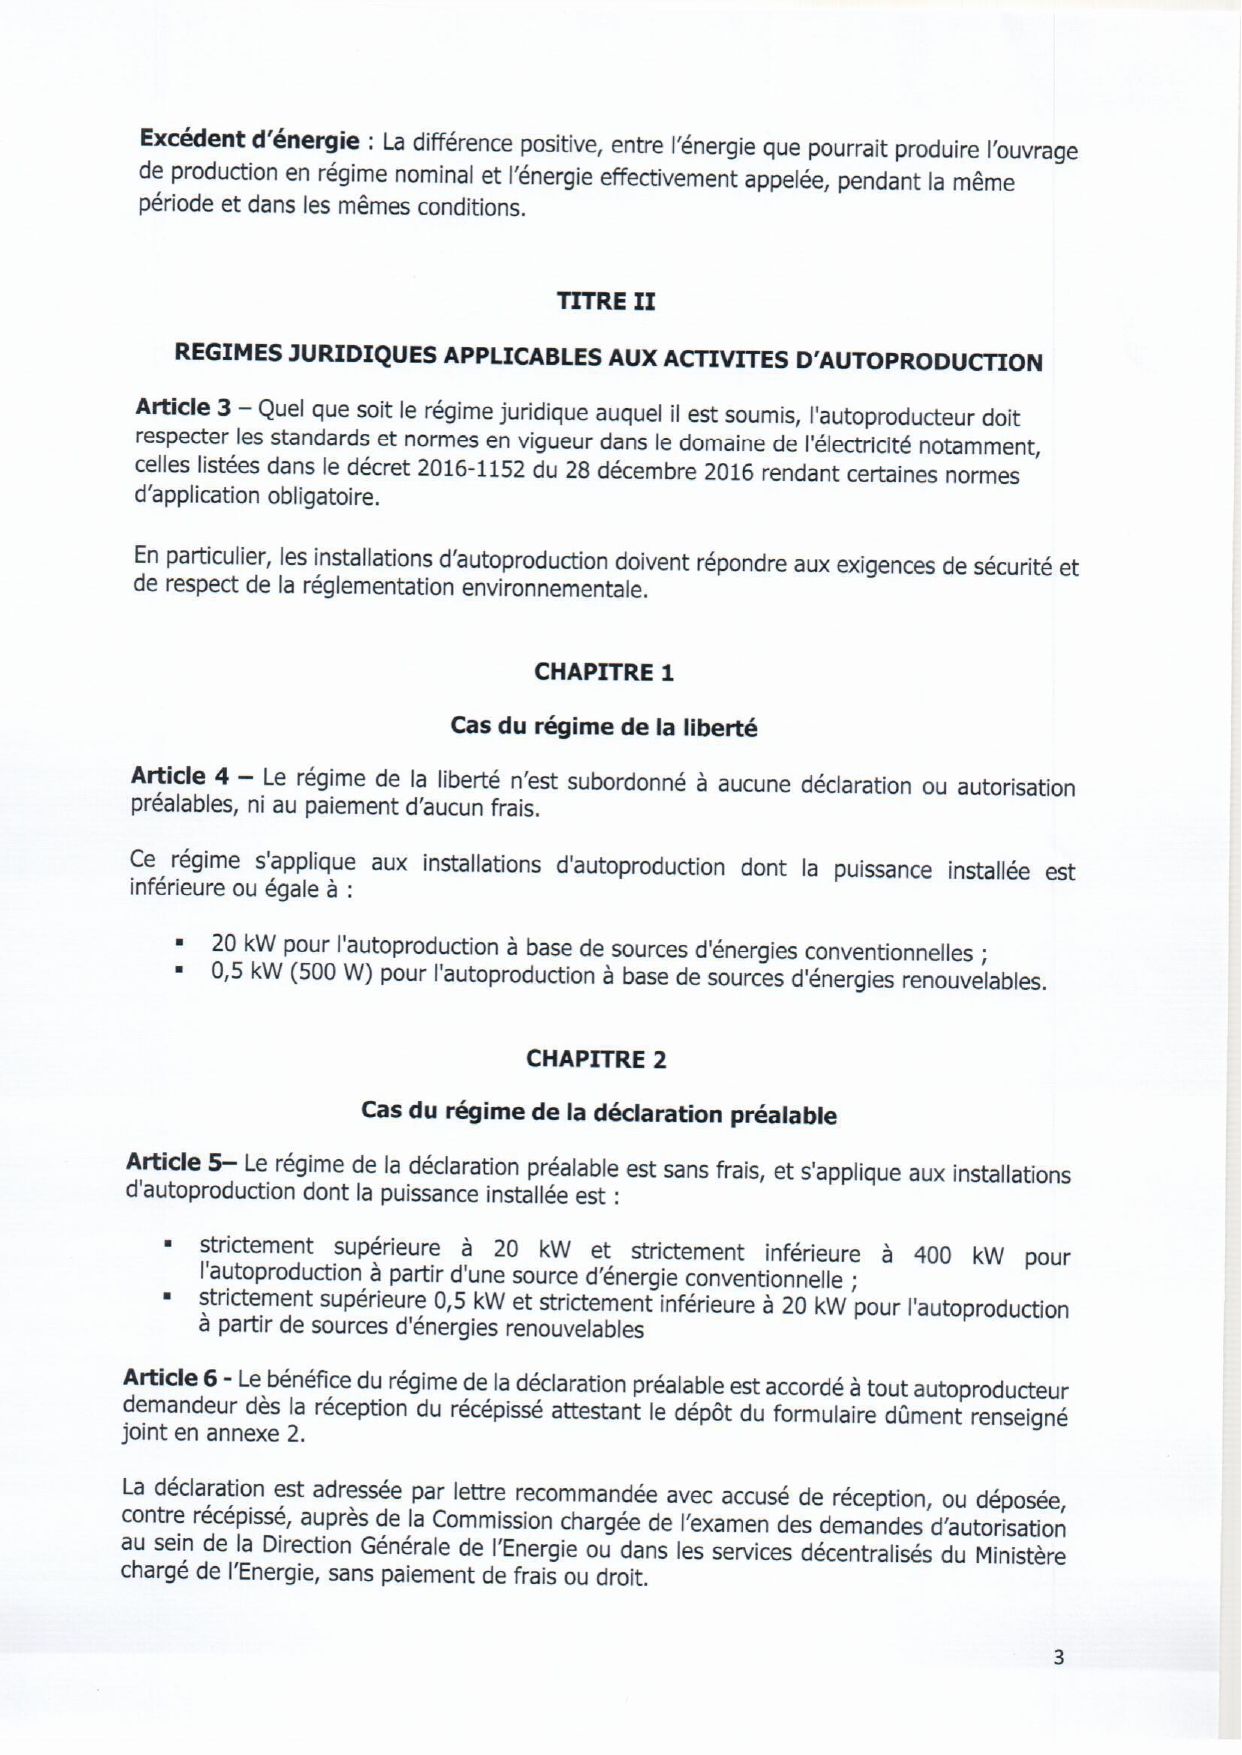 Excédent d'énergie : La différence positive, entre l'énergie que pourrait produire l'ouvrage
de production en régime nominal et l'énergie effectivement appelée, pendant la même
période et dans les mêmes conditions.
TITRE II
REGIMES JURIDIQUES APPLICABLES AUX ACTIVITES D'AUTOPRODUCTION
Article 3 – Quel que soit le régime juridique auquel il est soumis, l'autoproducteur doit
respecter les standards et normes en vigueur dans le domaine de l'électricité notamment,
celles listées dans le décret 2016-1152 du 28 décembre 2016 rendant certaines normes
d'application obligatoire.
En particulier, les installations d'autoproduction doivent répondre aux exigences de sécurité et
de respect de la réglementation environnementale.
CHAPITRE 1
Cas du régime de la liberté
Article 4 – Le régime de la liberté n'est subordonné à aucune déclaration ou autorisation
préalables, ni au paiement d'aucun frais.
Ce régime s'applique aux installations d'autoproduction dont la puissance installée est
inférieure ou égale à :
▪ 20 kW pour l'autoproduction à base de sources d'énergies conventionnelles ;
▪ 0,5 kW (500 W) pour l'autoproduction à base de sources d'énergies renouvelables.
CHAPITRE 2
Cas du régime de la déclaration préalable
Article 5– Le régime de la déclaration préalable est sans frais, et s'applique aux installations
d'autoproduction dont la puissance installée est :
▪ strictement supérieure à 20 kW et strictement inférieure à 400 kW pour
l'autoproduction à partir d'une source d'énergie conventionnelle ;
▪ strictement supérieure 0,5 kW et strictement inférieure à 20 kW pour l'autoproduction
à partir de sources d'énergies renouvelables
Article 6 - Le bénéfice du régime de la déclaration préalable est accordé à tout autoproducteur
demandeur dès la réception du récépissé attestant le dépôt du formulaire dûment renseigné
joint en annexe 2.
La déclaration est adressée par lettre recommandée avec accusé de réception, ou déposée,
contre récépissé, auprès de la Commission chargée de l'examen des demandes d'autorisation
au sein de la Direction Générale de l'Energie ou dans les services décentralisés du Ministère
chargé de l'Energie, sans paiement de frais ou droit.
3